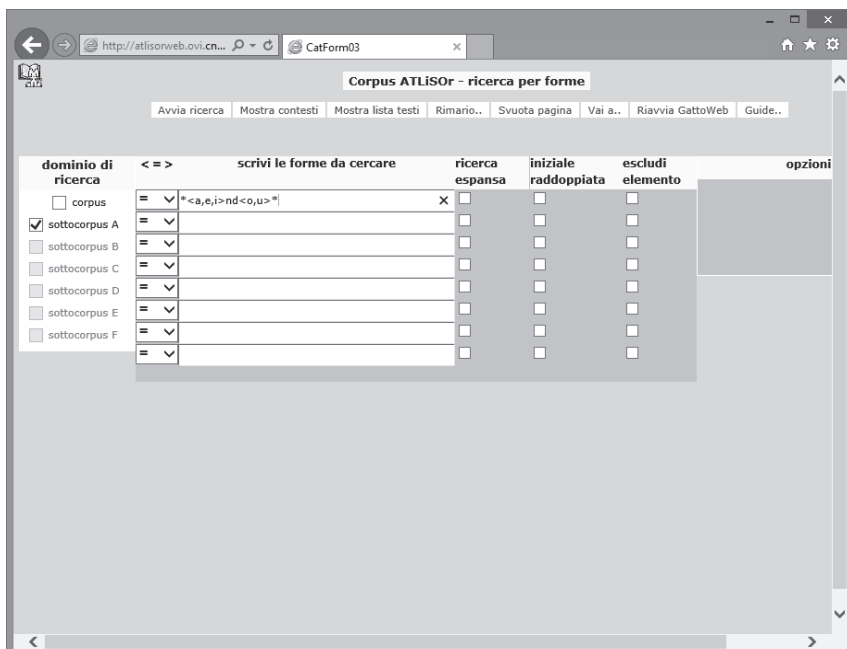 http://atlisorweb.ovi.cn... CatForm03
Corpus ATLiSOr - ricerca per forme
Avvia ricerca Mostra contesti Mostra lista testi Rimario.. Svuota pagina Vai a.. Riavvia GattoWeb Guide..
dominio di ricerca < = > scrivi le forme da cercare ricerca espansa iniziale raddoppiata escludi elemento opzioni
corpus = *<a,e,i>nd<o,u>*
sottocorpus A =
sottocorpus B =
sottocorpus C =
sottocorpus D =
sottocorpus E =
sottocorpus F =
=